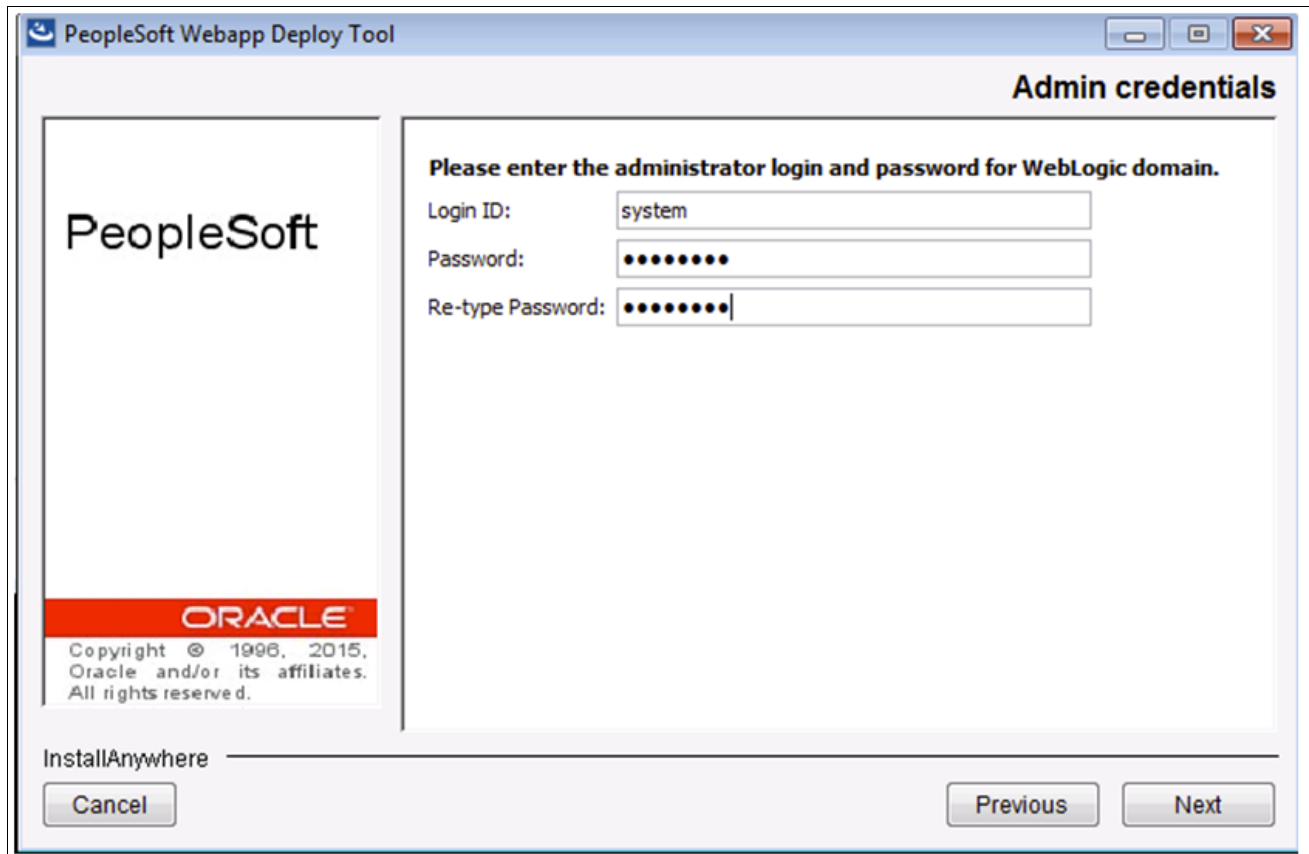 PeopleSoft Webapp Deploy Tool
Admin credentials
PeopleSoft
ORACLE
Copyright © 1996, 2015,
Oracle and/or its affiliates.
All rights reserved.
Please enter the administrator login and password for WebLogic domain.
Login ID: system
Password: ••••••••
Re-type Password: ••••••••
InstallAnywhere
Cancel Previous Next